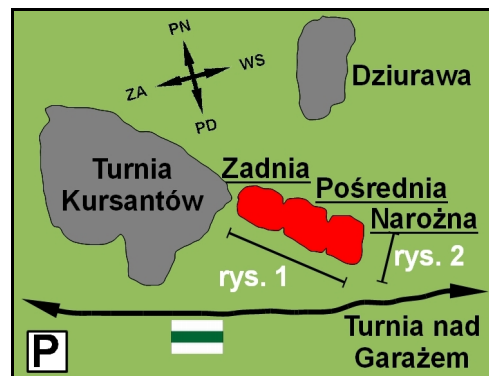 PN
WS
ZA
PD
Dziurawa
Turnia
Kursantów
Zadnia
Pośrednia
Narożna
rys. 1
rys. 2
Turnia nad
Garażem
P